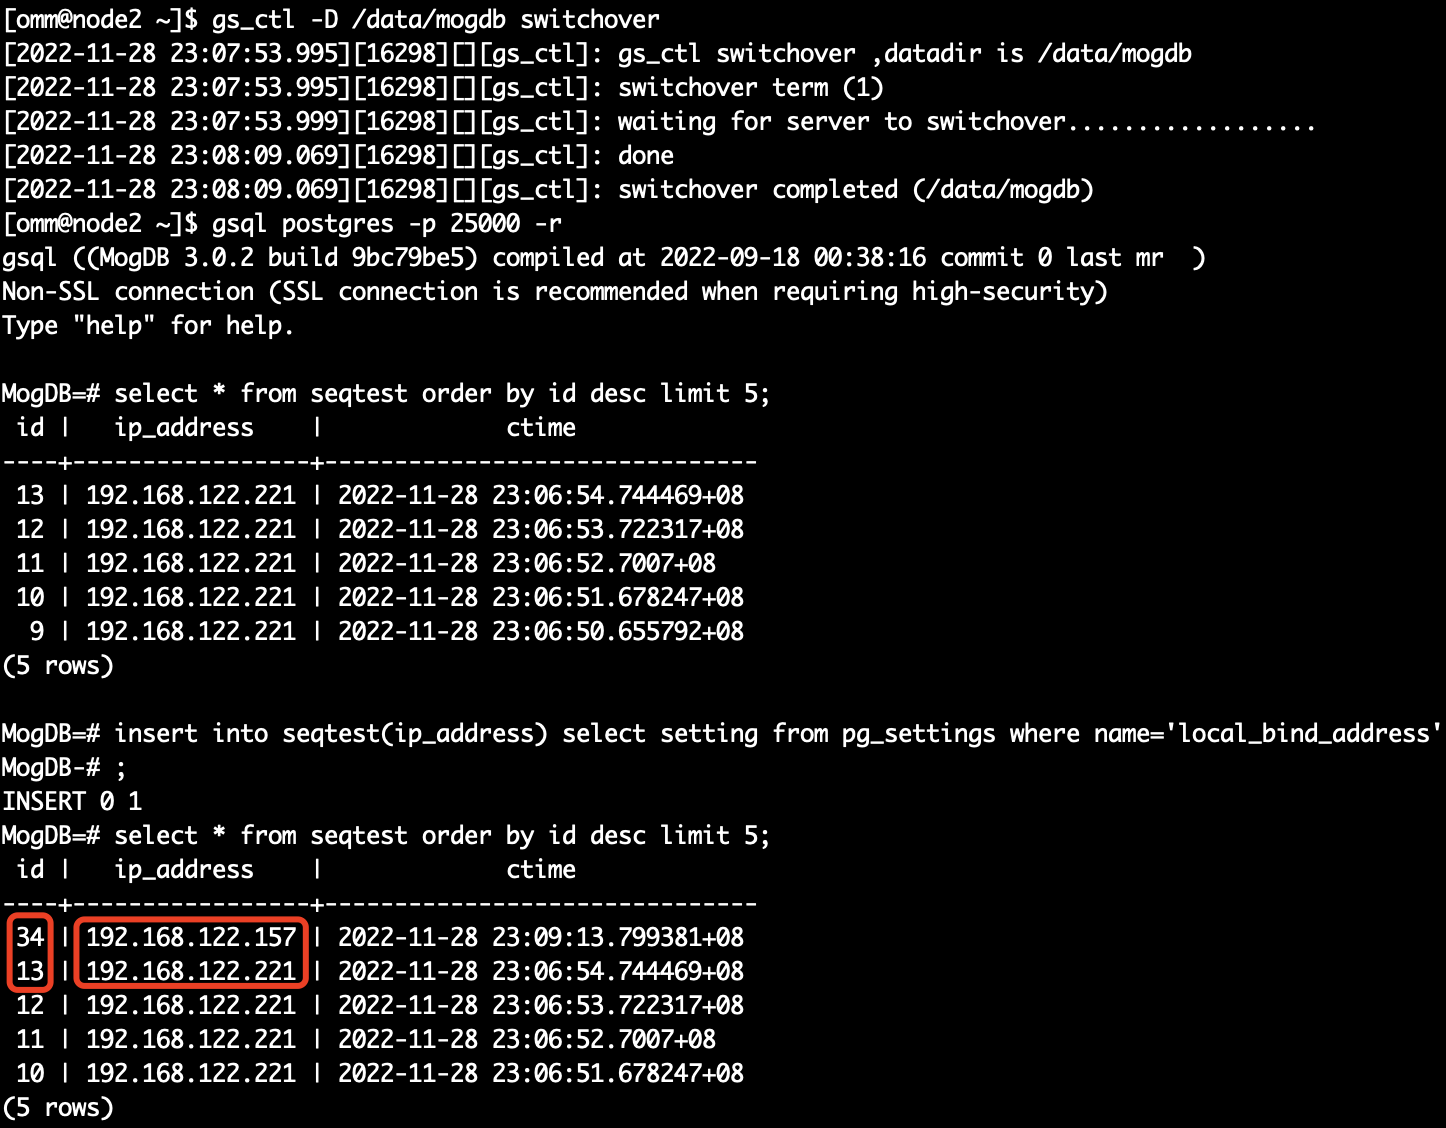 [omm@node2 ~]$ gs_ctl -D /data/mogdb switchover
[2022-11-28 23:07:53.995][16298][][gs_ctl]: gs_ctl switchover ,datadir is /data/mogdb
[2022-11-28 23:07:53.995][16298][][gs_ctl]: switchover term (1)
[2022-11-28 23:07:53.999][16298][][gs_ctl]: waiting for server to switchover..................
[2022-11-28 23:08:09.069][16298][][gs_ctl]: done
[2022-11-28 23:08:09.069][16298][][gs_ctl]: switchover completed (/data/mogdb)
[omm@node2 ~]$ gsql postgres -p 25000 -r
gsql ((MogDB 3.0.2 build 9bc79be5) compiled at 2022-09-18 00:38:16 commit 0 last mr  )
Non-SSL connection (SSL connection is recommended when requiring high-security)
Type "help" for help.

MogDB=# select * from seqtest order by id desc limit 5;
 id |   ip_address    |             ctime
----+-----------------+-------------------------------
 13 | 192.168.122.221 | 2022-11-28 23:06:54.744469+08
 12 | 192.168.122.221 | 2022-11-28 23:06:53.722317+08
 11 | 192.168.122.221 | 2022-11-28 23:06:52.7007+08
 10 | 192.168.122.221 | 2022-11-28 23:06:51.678247+08
  9 | 192.168.122.221 | 2022-11-28 23:06:50.655792+08
(5 rows)

MogDB=# insert into seqtest(ip_address) select setting from pg_settings where name='local_bind_address'
MogDB-# ;
INSERT 0 1
MogDB=# select * from seqtest order by id desc limit 5;
 id |   ip_address    |             ctime
----+-----------------+-------------------------------
 34 | 192.168.122.157 | 2022-11-28 23:09:13.799381+08
 13 | 192.168.122.221 | 2022-11-28 23:06:54.744469+08
 12 | 192.168.122.221 | 2022-11-28 23:06:53.722317+08
 11 | 192.168.122.221 | 2022-11-28 23:06:52.7007+08
 10 | 192.168.122.221 | 2022-11-28 23:06:51.678247+08
(5 rows)